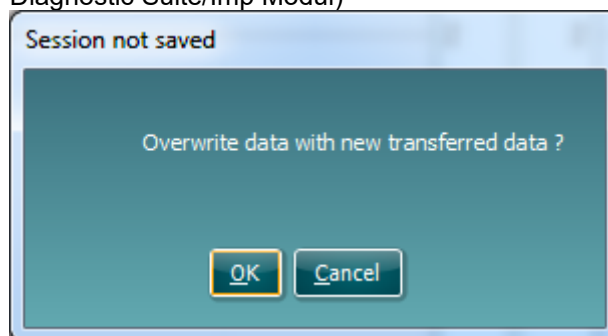 Diagnostic Suite/Imp Modul)
Session not saved
Overwrite data with new transferred data ?
OK
Cancel